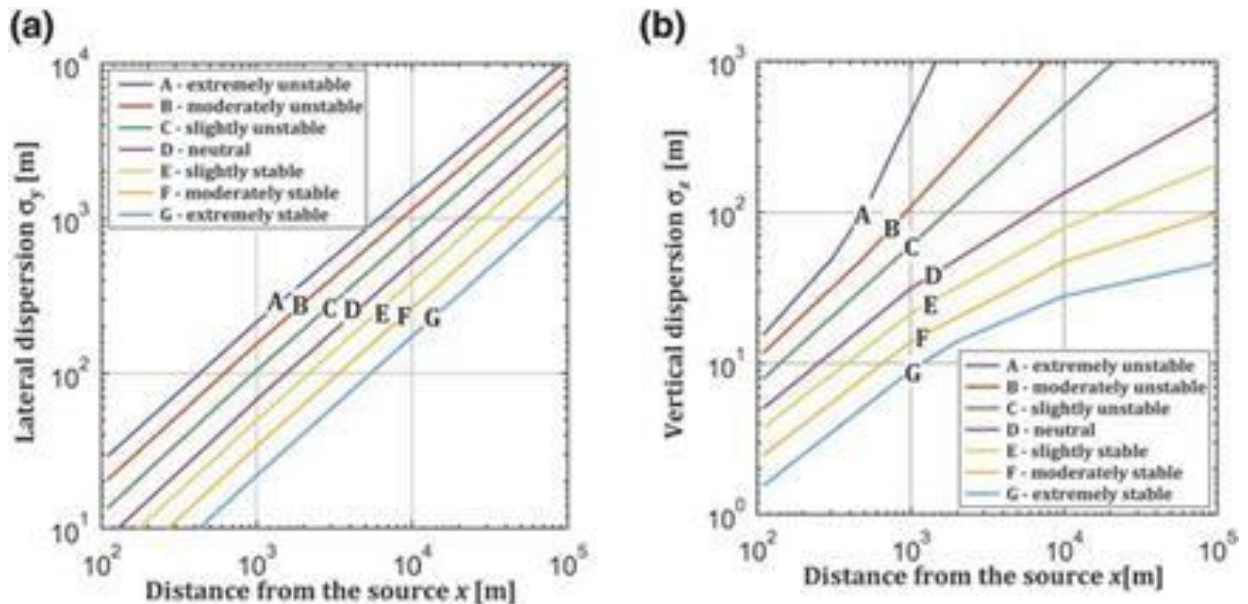 (a)
Lateral dispersion σy [m]
10⁴
10³
10²
10¹
A - extremely unstable
B - moderately unstable
C - slightly unstable
D - neutral
E - slightly stable
F - moderately stable
G - extremely stable
A B C D E F G
10² 10³ 10⁴ 10⁵
Distance from the source x [m]
(b)
Vertical dispersion σz [m]
10³
10²
10¹
10⁰
A
B
C
D
E
F
G
A - extremely unstable
B - moderately unstable
C - slightly unstable
D - neutral
E - slightly stable
F - moderately stable
G - extremely stable
10² 10³ 10⁴ 10⁵
Distance from the source x[m]